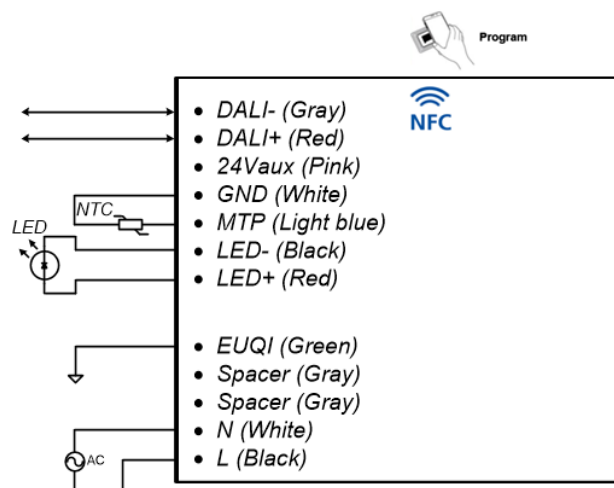 Program
NFC
• DALI- (Gray)
• DALI+ (Red)
• 24Vaux (Pink)
• GND (White)
NTC
• MTP (Light blue)
LED
• LED- (Black)
• LED+ (Red)
• EUQI (Green)
• Spacer (Gray)
• Spacer (Gray)
• N (White)
AC
• L (Black)